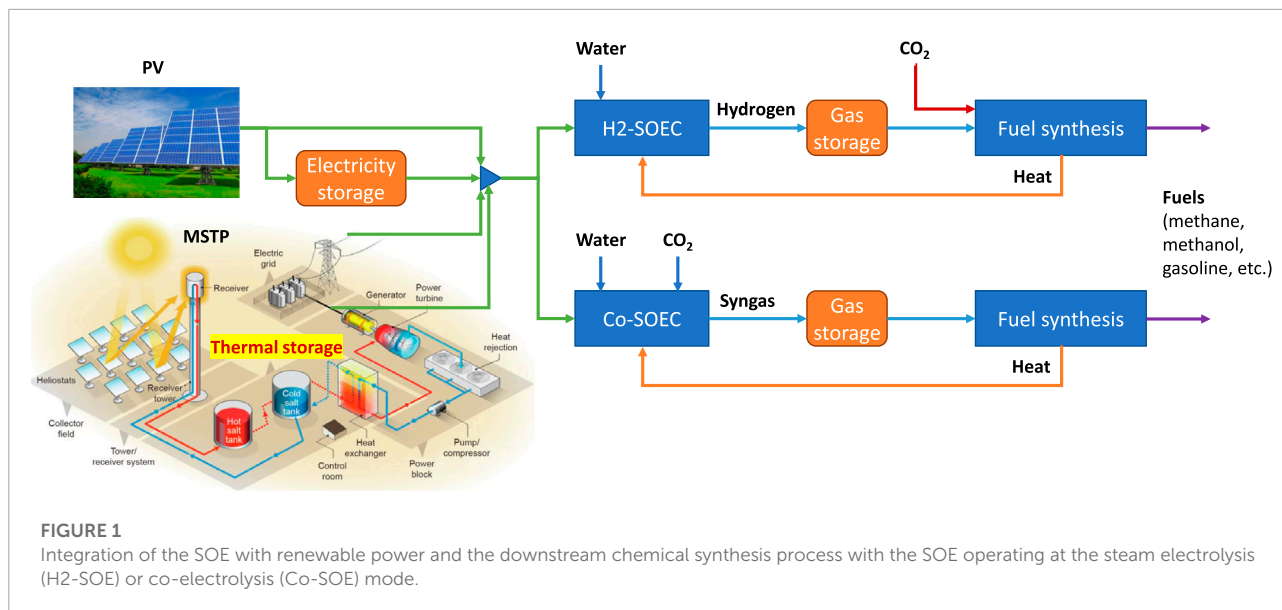 PV
Electricity
storage
Water
H2-SOEC
Hydrogen
Gas
storage
CO₂
Fuel synthesis
Heat
Fuels
(methane,
methanol,
gasoline, etc.)
Water
CO₂
Co-SOEC
Syngas
Gas
storage
Fuel synthesis
Heat
MSTP
Receiver
Electric
grid
Generator
Power
turbine
Heat
rejection
Thermal storage
Heliostats
Receiver
tower
Collector
field
Cold
salt tank
Hot
salt
tank
Tower/
receiver system
Control
room
Heat
exchanger
Power
block
Pump/
compressor
FIGURE 1
Integration of the SOE with renewable power and the downstream chemical synthesis process with the SOE operating at the steam electrolysis
(H2-SOE) or co-electrolysis (Co-SOE) mode.